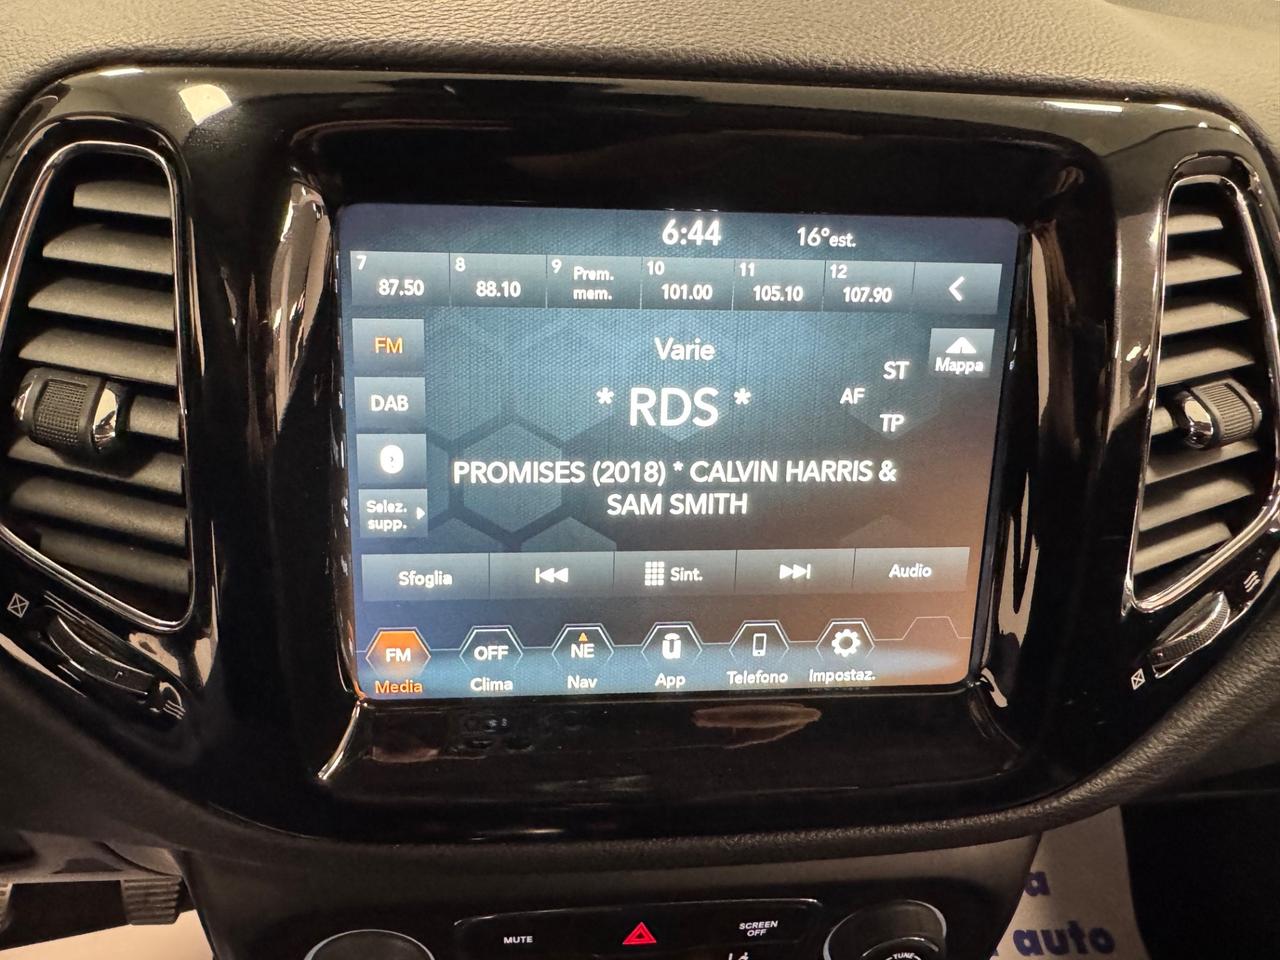 6:44 16°est.
7 87.50
8 88.10
9 Prem. mem.
10 101.00
11 105.10
12 107.90
FM
Varie
ST
Mappa
DAB
* RDS *
AF
TP
Selez. supp.
PROMISES (2018) * CALVIN HARRIS &
SAM SMITH
Sfoglia Sint. Audio
FM OFF NE
Media Clima Nav App Telefono Impostaz.
MUTE
SCREEN
OFF
TUNE
a
auto